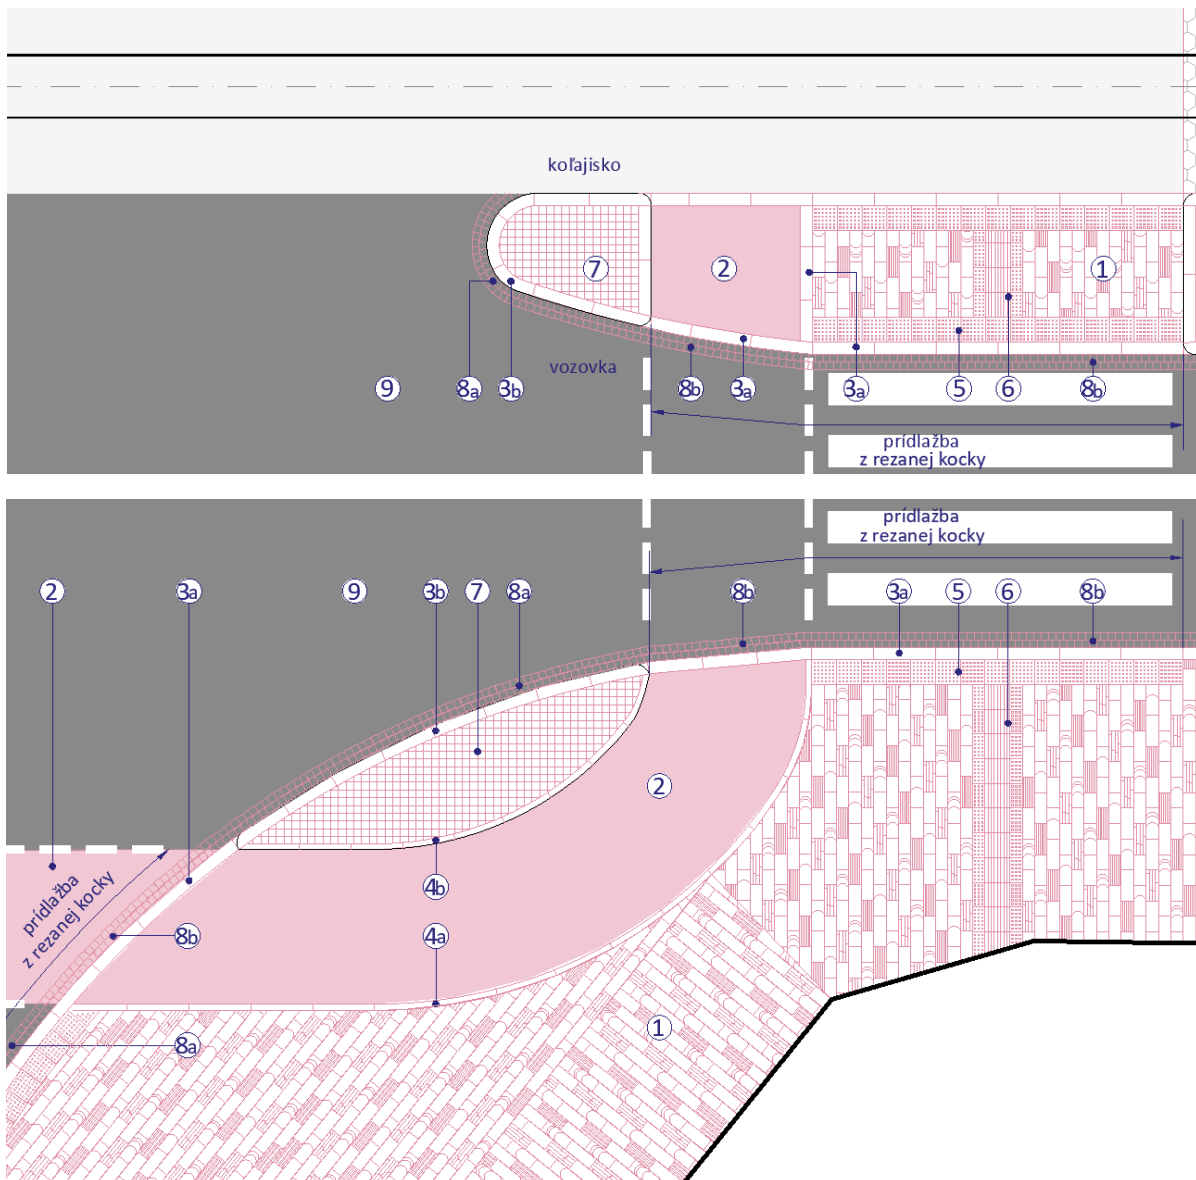 koľajisko
7
2
1
vozovka
9
8a
3b
8b
3a
3a
5
6
8b
prídlažba
z rezanej kocky
prídlažba
z rezanej kocky
2
3a
9
3b
7
8a
8b
3a
5
6
8b
2
4b
prídlažba
z rezanej kocky
8b
4a
1
8a